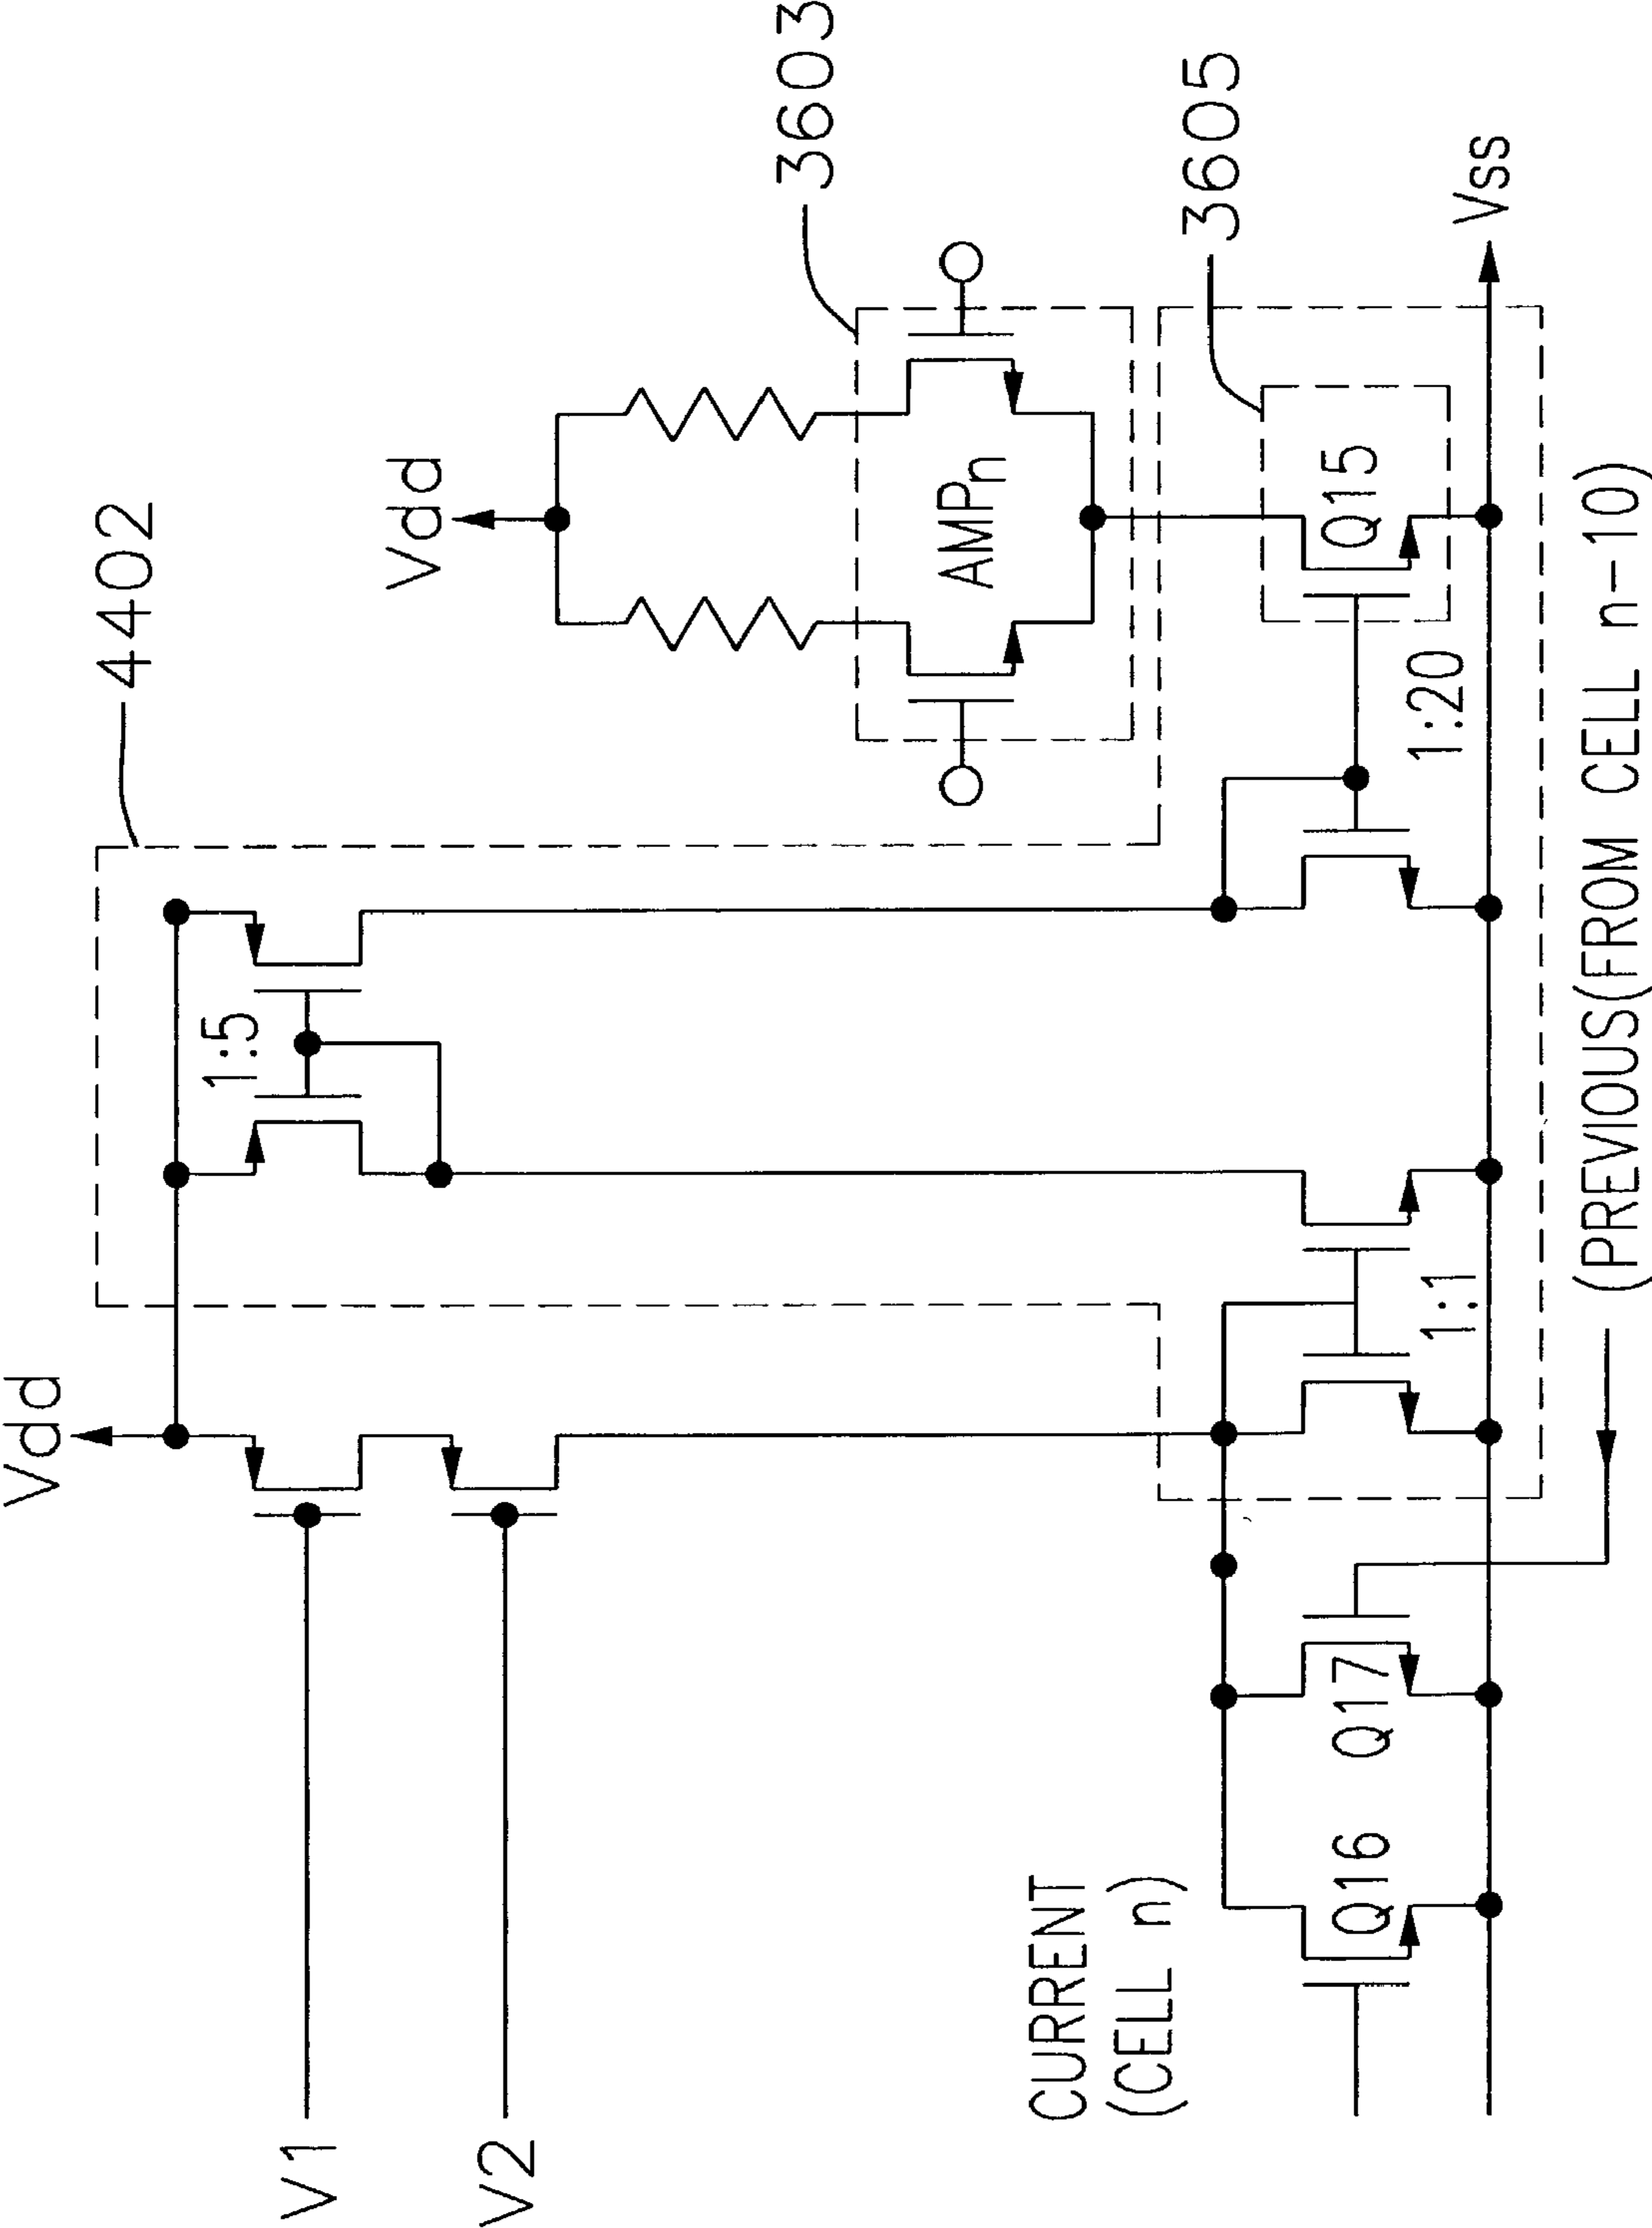 Vdd
4402
V1
1:5
V2
Vdd
3603
AMPn
CURRENT
(CELL n)
3605
Q16
Q17
Q15
1:1
1:20
Vss
(PREVIOUS(FROM CELL n-10)